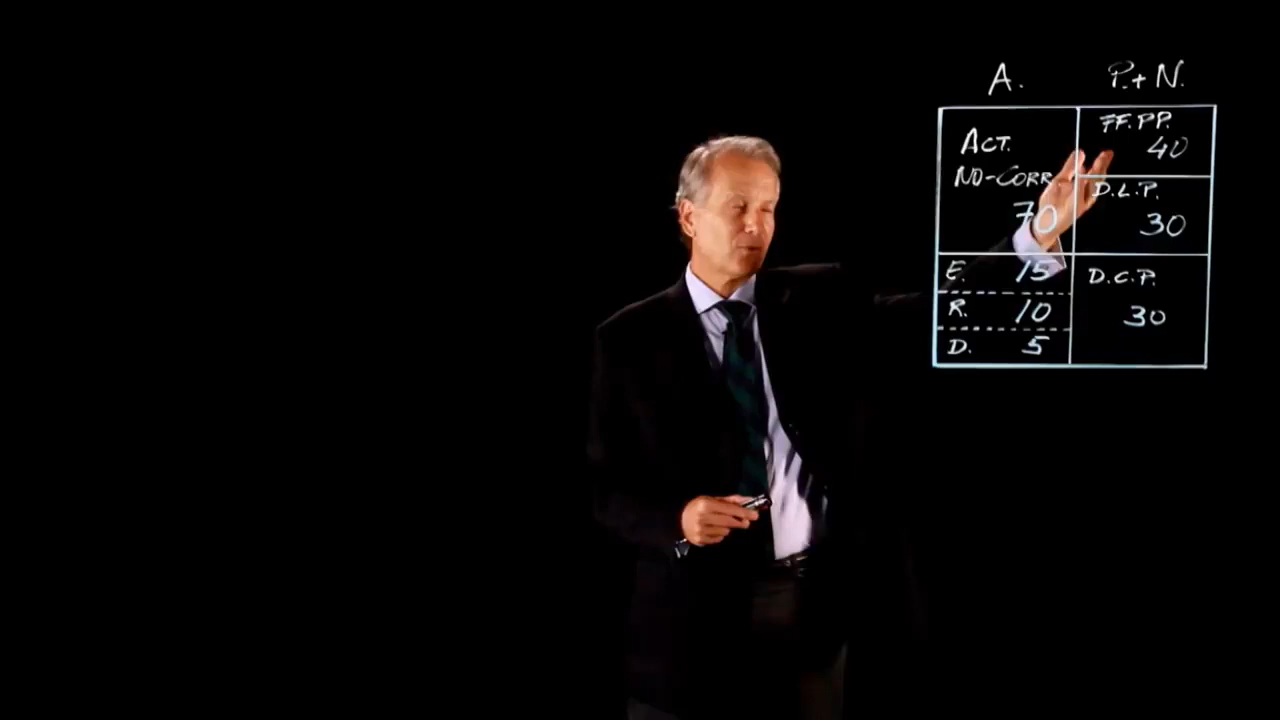 A. P.+N.
ACT.
NO-CORR.
70
E. 15
R. 10
D. 5
FF.PP.
40
D.L.P.
30
D.C.P.
30